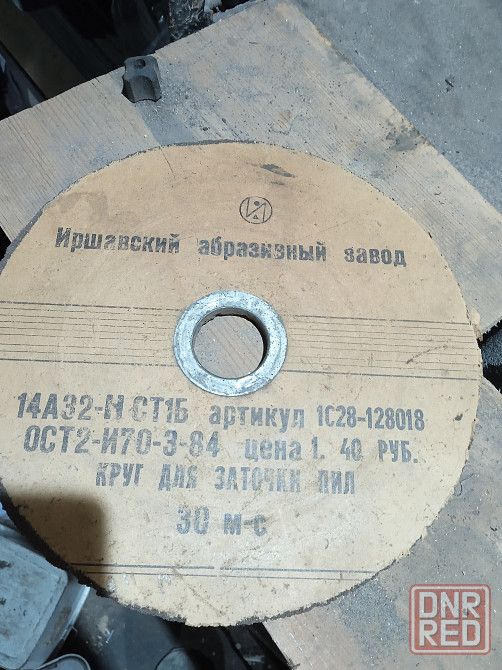 Иршавский абразивный завод
14А32-Н СТ1Б артикул 1С28-128018
ОСТ2-И70-3-84 цена 1. 40 РУБ.
КРУГ ДЛЯ ЗАТОЧКИ ПИЛ
30 м-с
DNR
RED